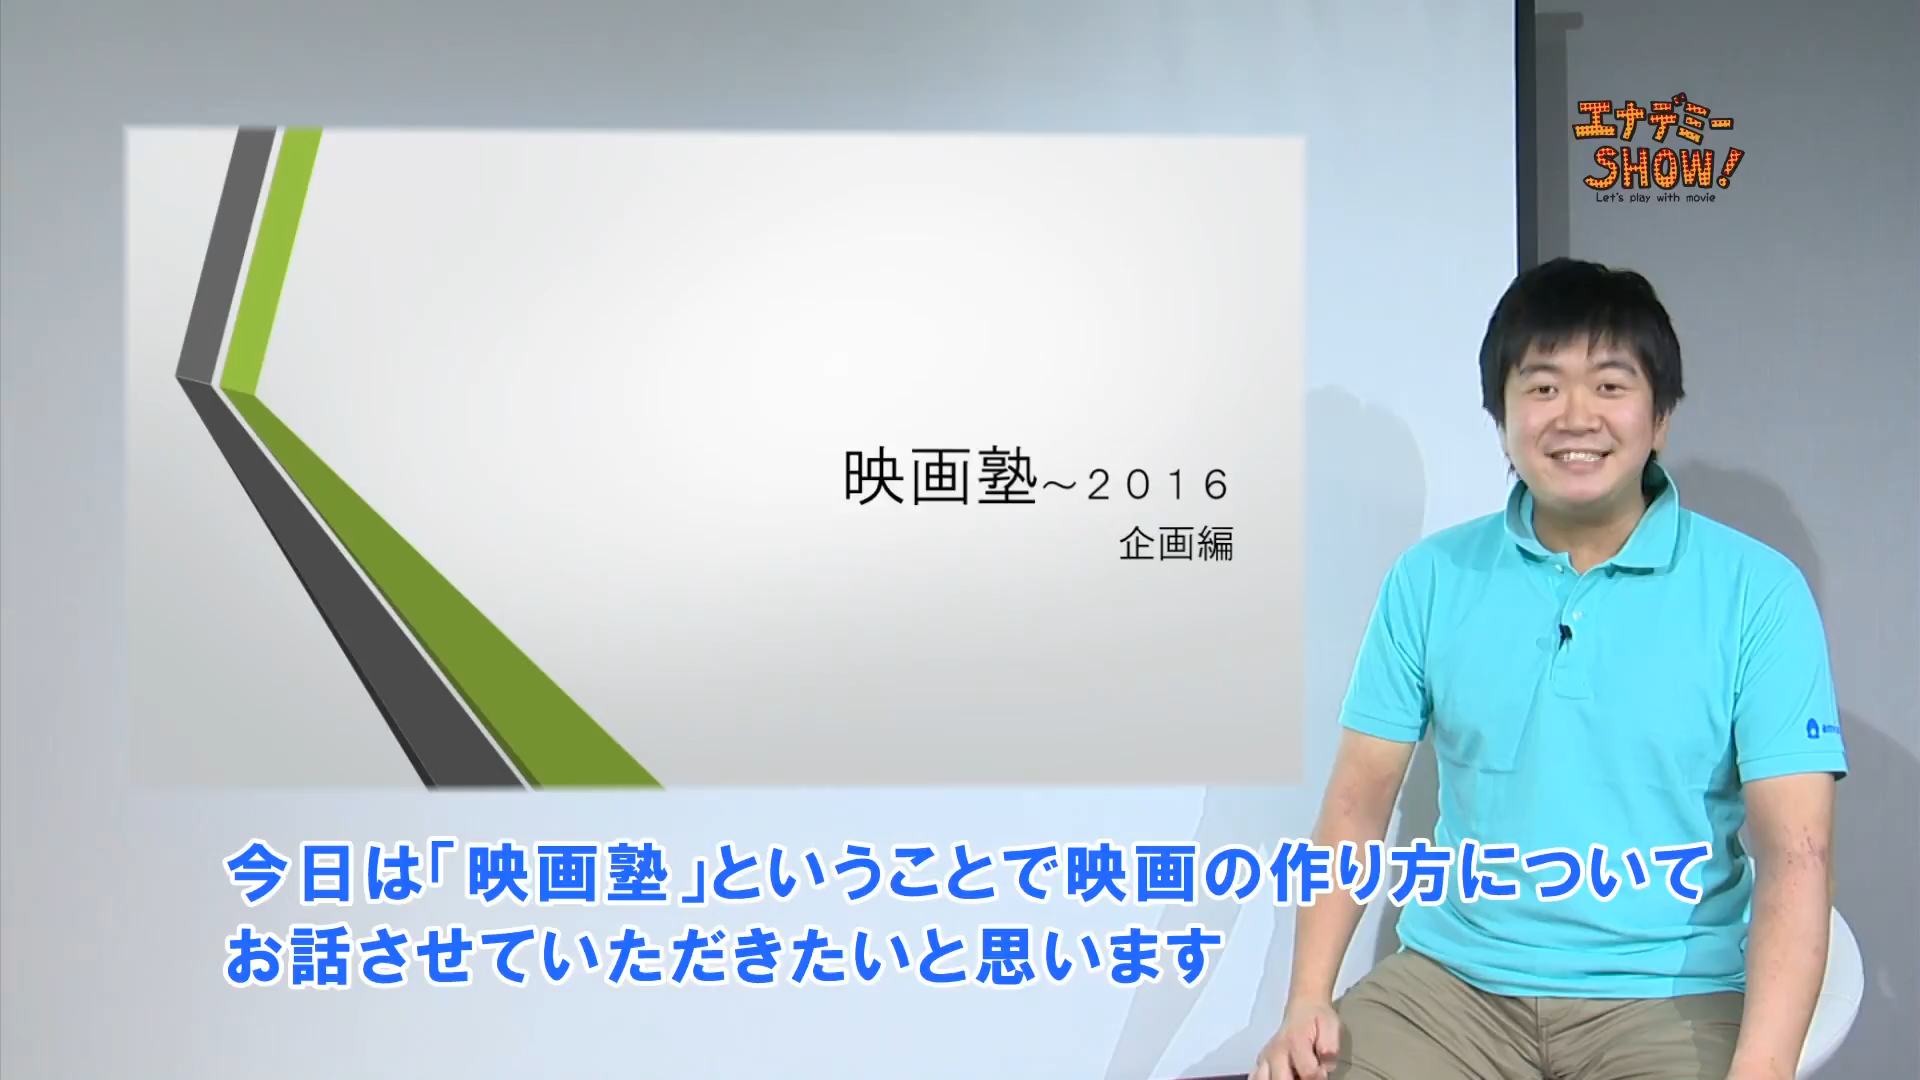 エナデミー
SHOW!
Let's play with movie
映画塾～２０１６
企画編
今日は「映画塾」ということで映画の作り方について
お話させていただきたいと思います